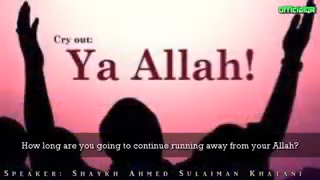 OFFICIALQR
Cry out:
Ya Allah!
How long are you going to continue running away from your Allah?
SPEAKER: SHAYKH AHMED SULAIMAN KHATANI